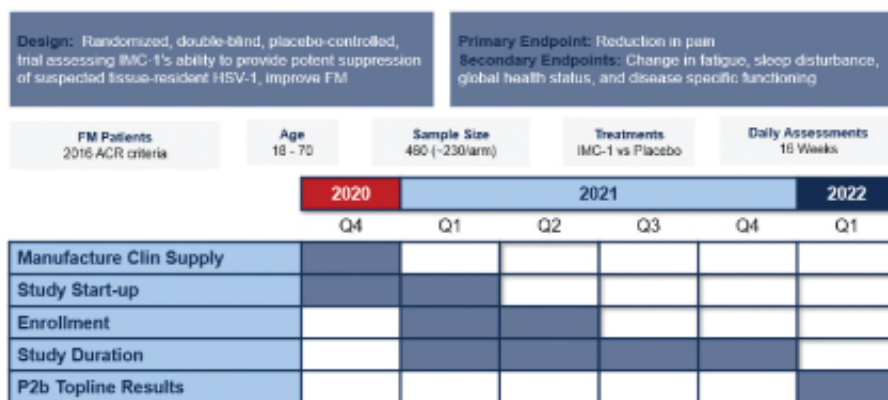 Design: Randomized, double-blind, placebo-controlled,
trial assessing IMC-1's ability to provide potent suppression
of suspected tissue-resident HSV-1, improve FM
Primary Endpoint: Reduction in pain
Secondary Endpoints: Change in fatigue, sleep disturbance,
global health status, and disease specific functioning
FM Patients
2016 ACR criteria
Age
18 - 70
Sample Size
460 (~230/arm)
Treatments
IMC-1 vs Placebo
Daily Assessments
16 Weeks
2020 2021 2022
Q4 Q1 Q2 Q3 Q4 Q1
Manufacture Clin Supply
Study Start-up
Enrollment
Study Duration
P2b Topline Results